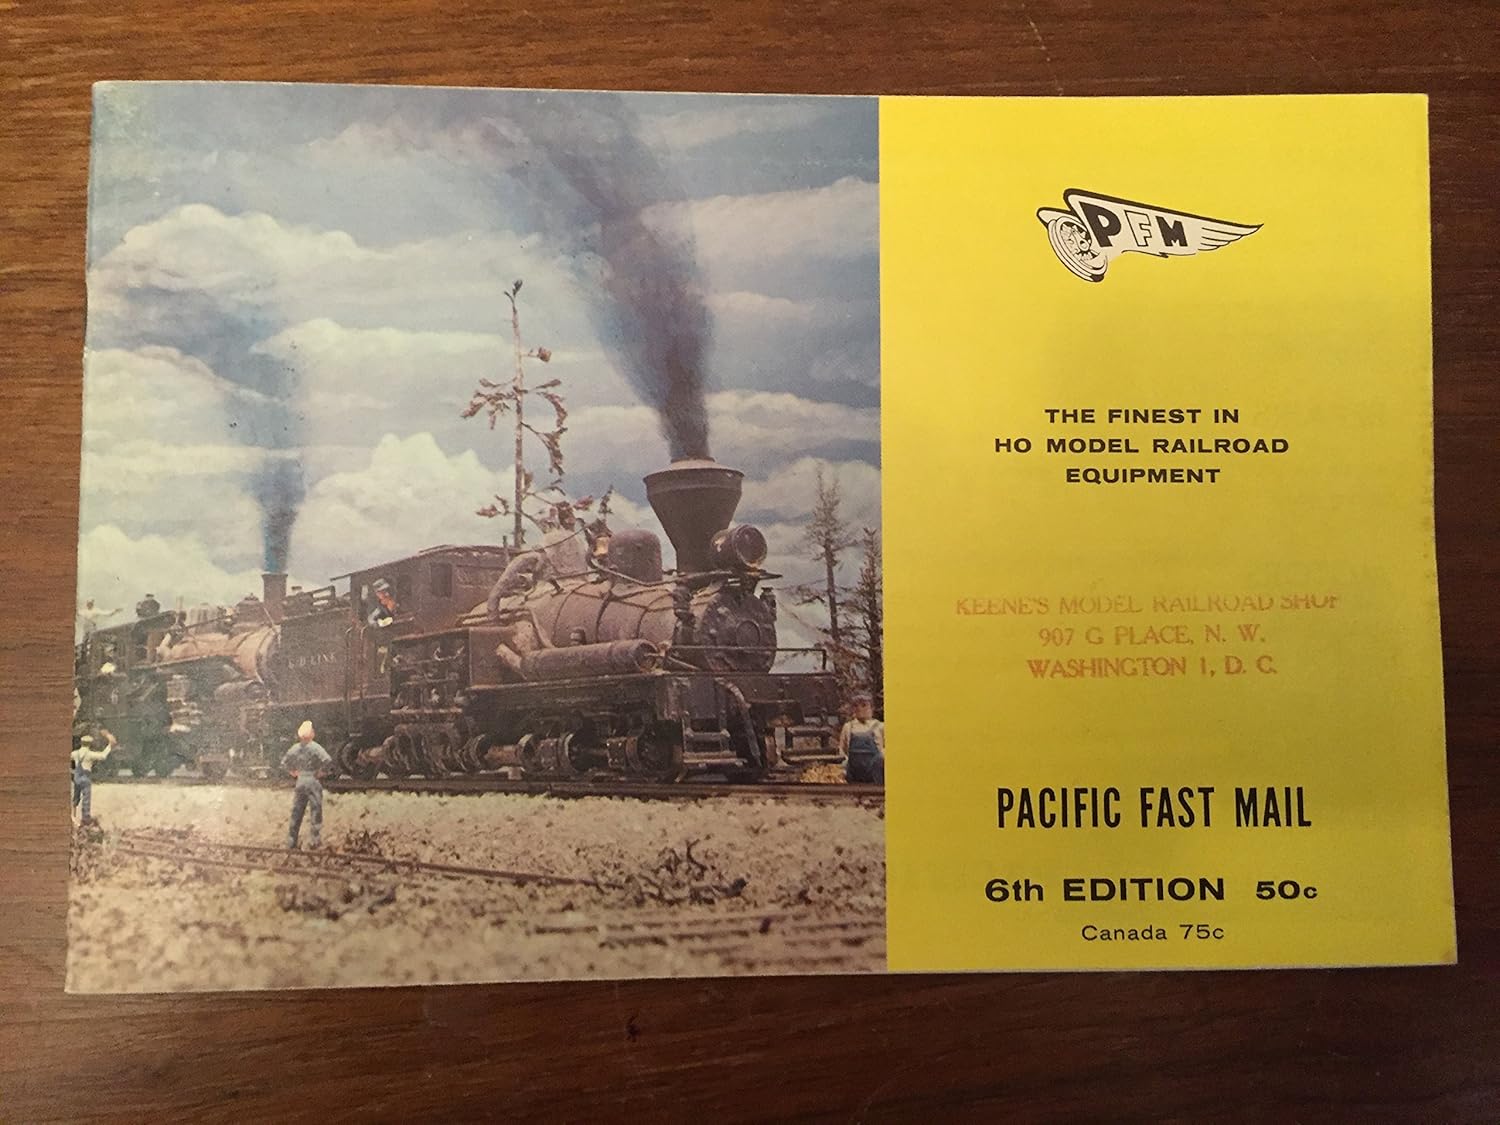 PFM
THE FINEST IN
HO MODEL RAILROAD
EQUIPMENT
KEENE'S MODEL RAILROAD SHOP
907 G PLACE, N. W.
WASHINGTON 1, D. C.
PACIFIC FAST MAIL
6th EDITION 50c
Canada 75c
G D LINE